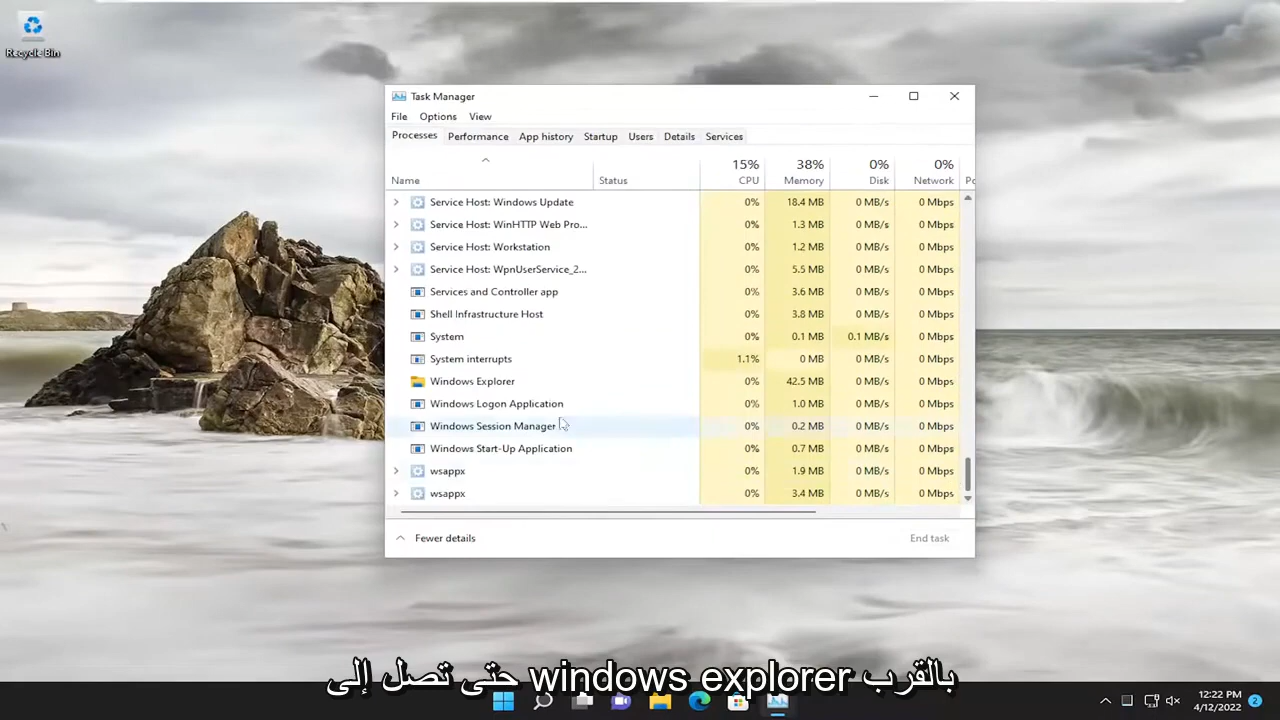 Recycle Bin
Task Manager
File Options View
Processes Performance App history Startup Users Details Services
15% 38% 0% 0%
Name Status CPU Memory Disk Network Po
Service Host: Windows Update 0% 18.4 MB 0 MB/s 0 Mbps
Service Host: WinHTTP Web Pro... 0% 1.3 MB 0 MB/s 0 Mbps
Service Host: Workstation 0% 1.2 MB 0 MB/s 0 Mbps
Service Host: WpnUserService_2... 0% 5.5 MB 0 MB/s 0 Mbps
Services and Controller app 0% 3.6 MB 0 MB/s 0 Mbps
Shell Infrastructure Host 0% 3.8 MB 0 MB/s 0 Mbps
System 0% 0.1 MB 0.1 MB/s 0 Mbps
System interrupts 1.1% 0 MB 0 MB/s 0 Mbps
Windows Explorer 0% 42.5 MB 0 MB/s 0 Mbps
Windows Logon Application 0% 1.0 MB 0 MB/s 0 Mbps
Windows Session Manager 0% 0.2 MB 0 MB/s 0 Mbps
Windows Start-Up Application 0% 0.7 MB 0 MB/s 0 Mbps
wsappx 0% 1.9 MB 0 MB/s 0 Mbps
wsappx 0% 3.4 MB 0 MB/s 0 Mbps
Fewer details End task
بالقرب windows explorer حتى تصل إلى
12:22 PM
4/12/2022
2